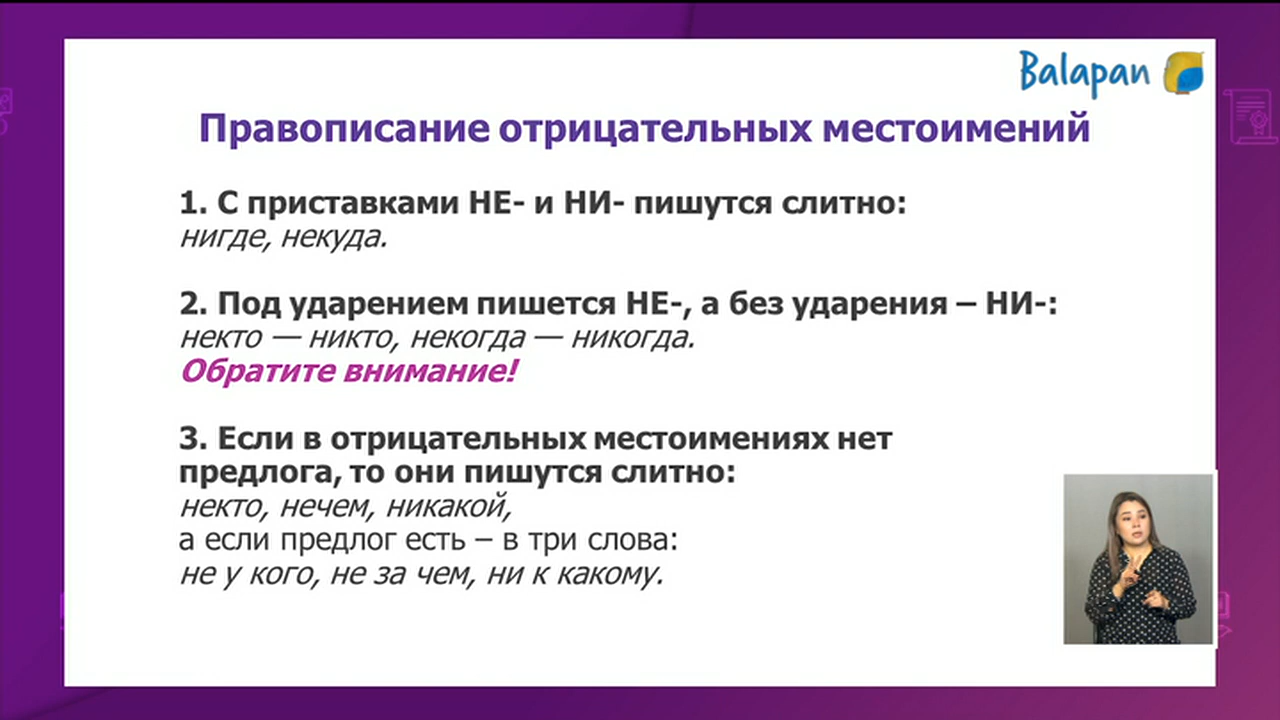 Balapan
Правописание отрицательных местоимений
1. С приставками НЕ- и НИ- пишутся слитно:
нигде, некуда.
2. Под ударением пишется НЕ-, а без ударения – НИ-:
некто — никто, некогда — никогда.
Обратите внимание!
3. Если в отрицательных местоимениях нет
предлога, то они пишутся слитно:
некто, нечем, никакой,
а если предлог есть – в три слова:
не у кого, не за чем, ни к какому.